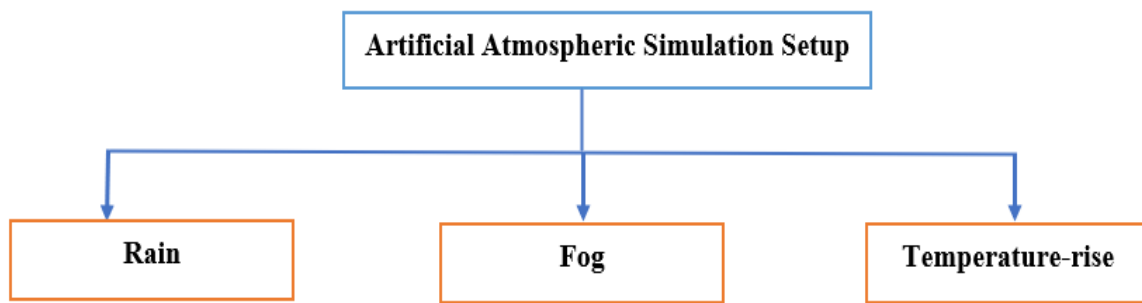 Artificial Atmospheric Simulation Setup
Rain
Fog
Temperature-rise